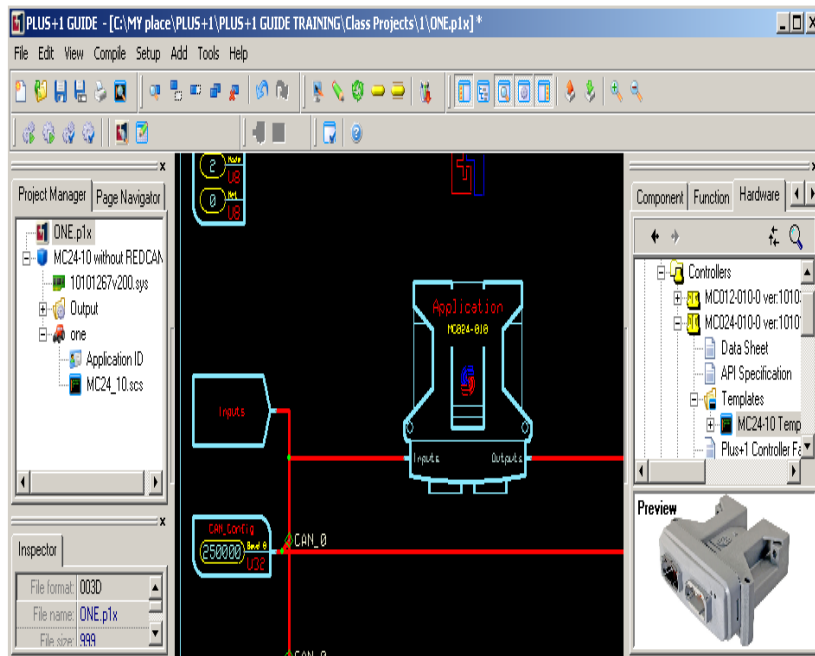 PLUS+1 GUIDE - [C:\MY place\PLUS+1\PLUS+1 GUIDE TRAINING\Class Projects\1\ONE.p1x] *
File Edit View Compile Setup Add Tools Help
Project Manager
Page Navigator
ONE.p1x
MC24-10 without REDCAN
10101267v200.sys
Output
one
Application ID
MC24_10.scs
Inspector
File format: 003D
File name: ONE.p1x
File size: 999
2
U8
0
U8
Application
MC024-010
Inputs
Inputs
Outputs
CAN_Config
250000
U32
CAN_0
CAN_0
Component
Function
Hardware
Controllers
MC012-010-0 ver:1010
MC024-010-0 ver:1010
Data Sheet
API Specification
Templates
MC24-10 Temp
Plus+1 Controller Fa
Preview